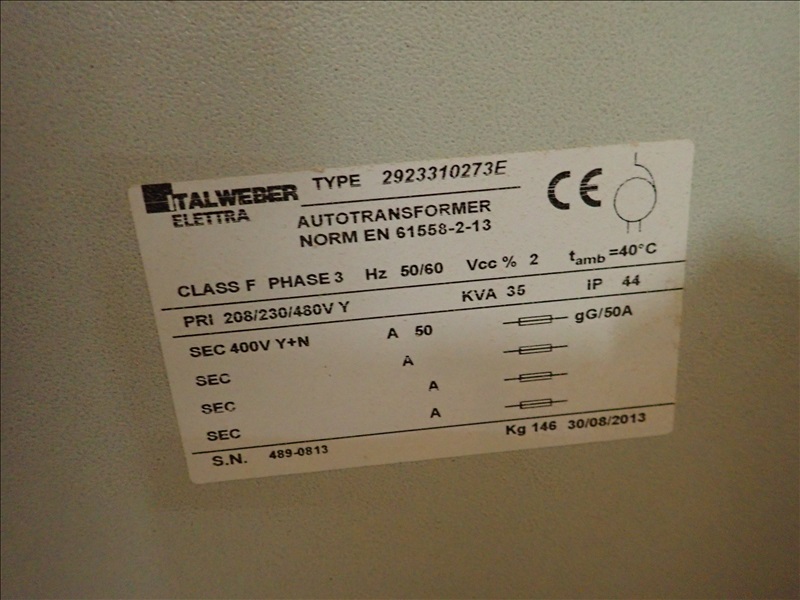 ITALWEBER
ELETTRA
TYPE 2923310273E
CE
AUTOTRANSFORMER
NORM EN 61558-2-13
CLASS F PHASE 3 Hz 50/60 Vcc % 2 tamb =40°C
PRI 208/230/480V Y KVA 35 IP 44
SEC 400V Y+N A 50 gG/50A
SEC A
SEC A
SEC A
S.N. 489-0813 Kg 146 30/08/2013